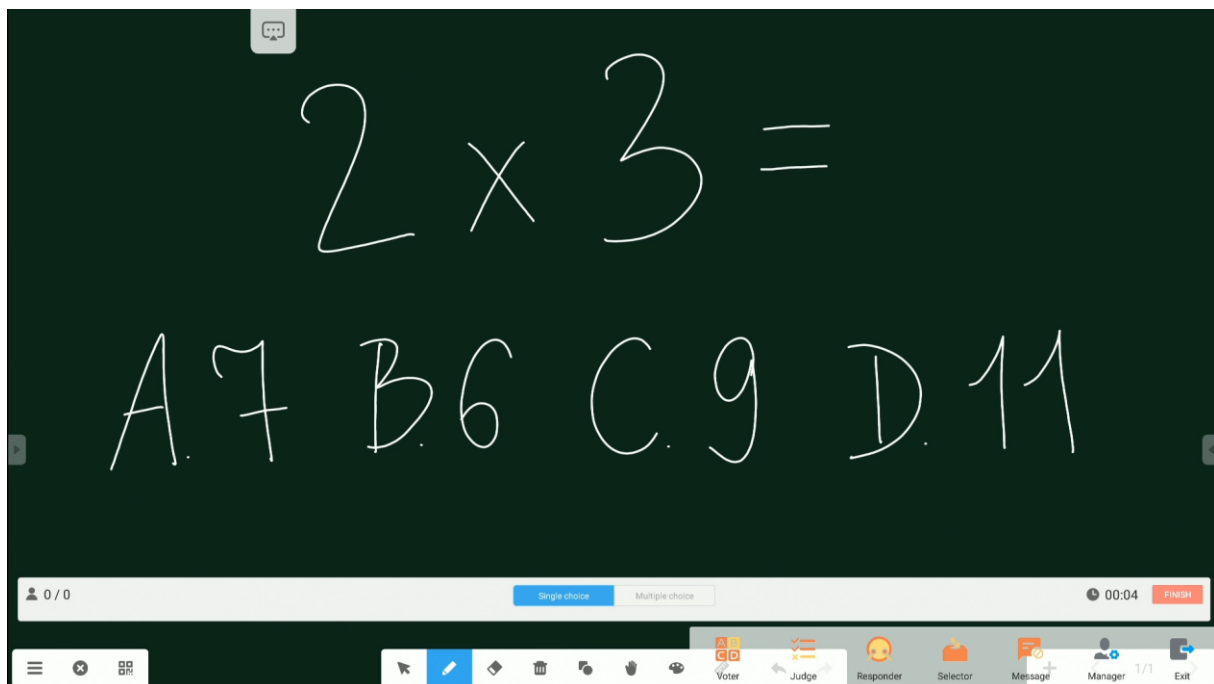 2 x 3 =
A. 7 B. 6 C. 9 D. 11
0 / 0 Single choice Multiple choice 00:04 FINISH
A B C D
Voter Judge Responder Selector Message Manager 1/1 Exit